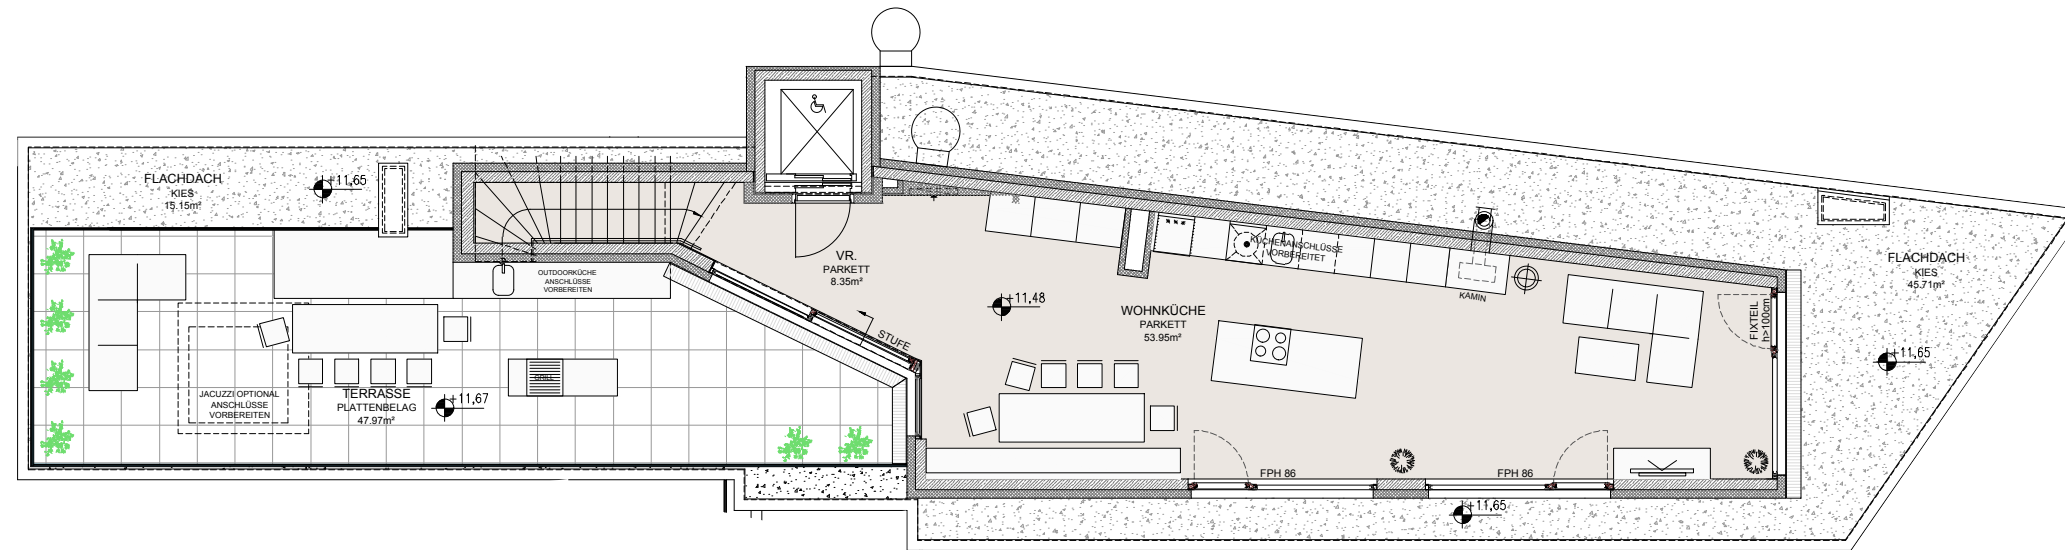 FLACHDACH
KIES
15.15m²
+11,65
OUTDOORKÜCHE
ANSCHLÜSSE
VORBEREITEN
GRILL
JACUZZI OPTIONAL
ANSCHLÜSSE
VORBEREITEN
TERRASSE
PLATTENBELAG
47.97m²
+11,67
VR.
PARKETT
8.35m²
STUFE
+11,48
WOHNKÜCHE
PARKETT
53.95m²
KÜCHENANSCHLÜSSE
VORBEREITET
KAMIN
FIXTEIL
h>100cm
FPH 86
FPH 86
+11,65
FLACHDACH
KIES
45.71m²
+11,65